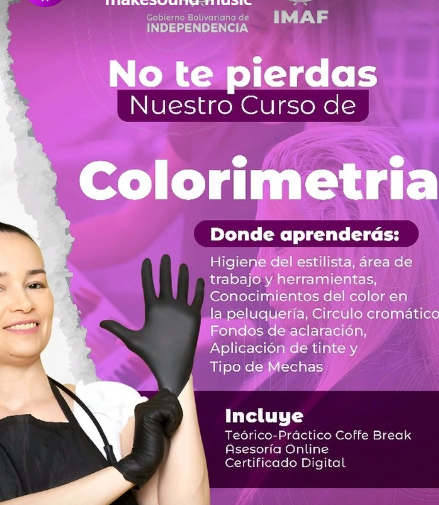 makesound music
Gobierno Bolivariano de
INDEPENDENCIA
IMAF
No te pierdas
Nuestro Curso de
Colorimetria
Donde aprenderás:
Higiene del estilista, área de
trabajo y herramientas,
Conocimientos del color en
la peluquería, Circulo cromático
Fondos de aclaración,
Aplicación de tinte y
Tipo de Mechas
Incluye
Teórico-Práctico Coffe Break
Asesoría Online
Certificado Digital